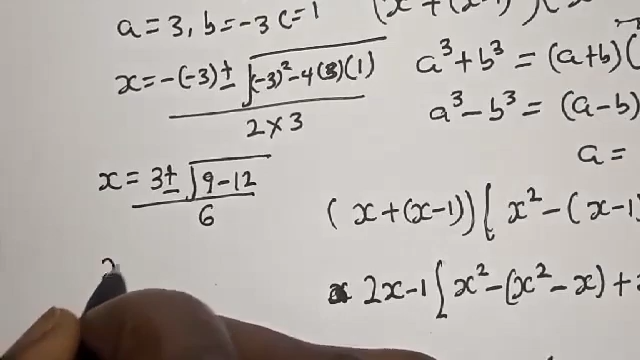 a = 3, b = -3 c = 1
x = -(-3) ± √(-3)² - 4(3)(1)
2 × 3
x = 3 ± √9 - 12
6
a³ + b³ = (a + b)(
a³ - b³ = (a - b)
a =
(x + (x - 1)) [x² - (x - 1)
2x - 1 [x² - (x² - x) +